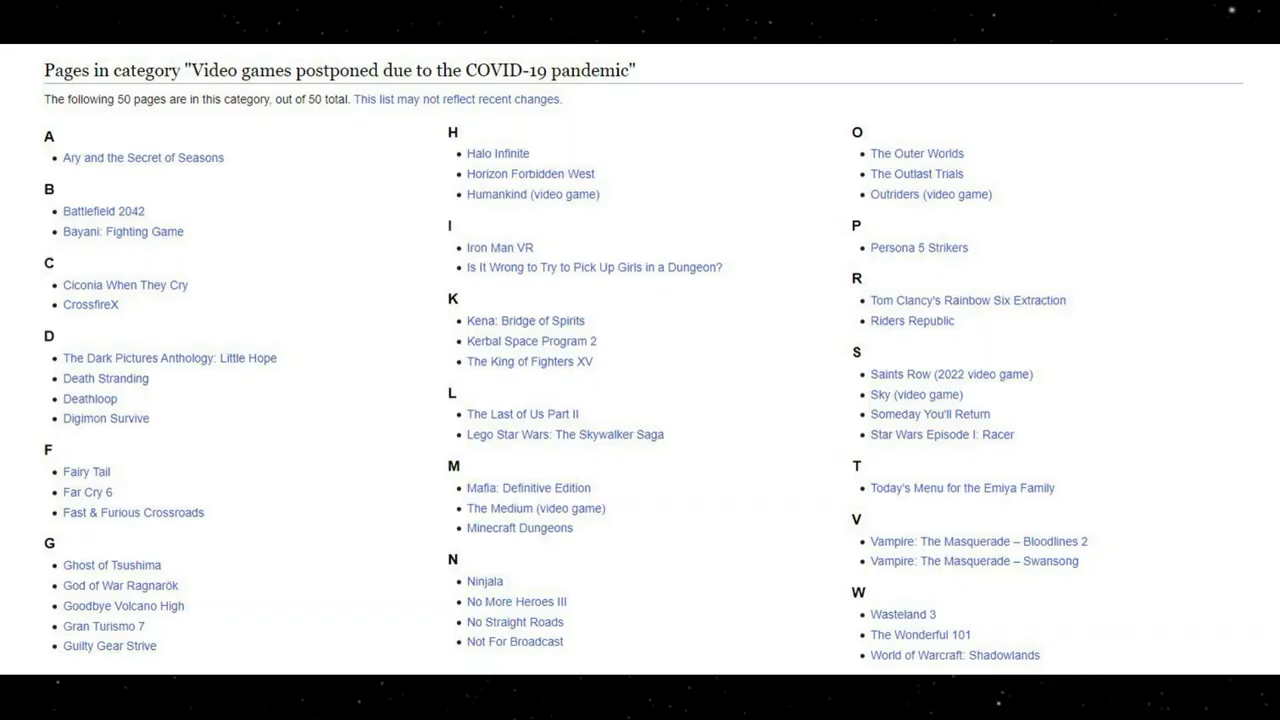 Pages in category "Video games postponed due to the COVID-19 pandemic"
The following 50 pages are in this category, out of 50 total. This list may not reflect recent changes.
A
Ary and the Secret of Seasons
B
Battlefield 2042
Bayani: Fighting Game
C
Ciconia When They Cry
CrossfireX
D
The Dark Pictures Anthology: Little Hope
Death Stranding
Deathloop
Digimon Survive
F
Fairy Tail
Far Cry 6
Fast & Furious Crossroads
G
Ghost of Tsushima
God of War Ragnarök
Goodbye Volcano High
Gran Turismo 7
Guilty Gear Strive
H
Halo Infinite
Horizon Forbidden West
Humankind (video game)
I
Iron Man VR
Is It Wrong to Try to Pick Up Girls in a Dungeon?
K
Kena: Bridge of Spirits
Kerbal Space Program 2
The King of Fighters XV
L
The Last of Us Part II
Lego Star Wars: The Skywalker Saga
M
Mafia: Definitive Edition
The Medium (video game)
Minecraft Dungeons
N
Ninjala
No More Heroes III
No Straight Roads
Not For Broadcast
O
The Outer Worlds
The Outlast Trials
Outriders (video game)
P
Persona 5 Strikers
R
Tom Clancy's Rainbow Six Extraction
Riders Republic
S
Saints Row (2022 video game)
Sky (video game)
Someday You'll Return
Star Wars Episode I: Racer
T
Today's Menu for the Emiya Family
V
Vampire: The Masquerade – Bloodlines 2
Vampire: The Masquerade – Swansong
W
Wasteland 3
The Wonderful 101
World of Warcraft: Shadowlands